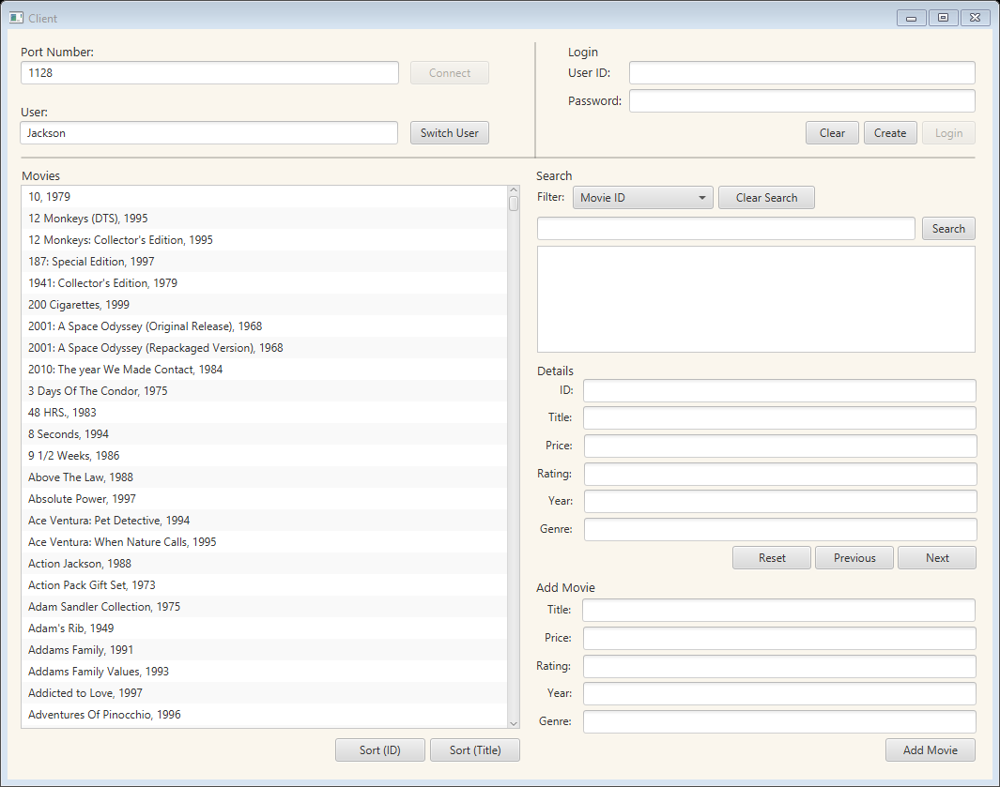 Client
Port Number:
1128
Connect
User:
Jackson
Switch User
Login
User ID:
Password:
Clear
Create
Login
Movies
10, 1979
12 Monkeys (DTS), 1995
12 Monkeys: Collector's Edition, 1995
187: Special Edition, 1997
1941: Collector's Edition, 1979
200 Cigarettes, 1999
2001: A Space Odyssey (Original Release), 1968
2001: A Space Odyssey (Repackaged Version), 1968
2010: The year We Made Contact, 1984
3 Days Of The Condor, 1975
48 HRS., 1983
8 Seconds, 1994
9 1/2 Weeks, 1986
Above The Law, 1988
Absolute Power, 1997
Ace Ventura: Pet Detective, 1994
Ace Ventura: When Nature Calls, 1995
Action Jackson, 1988
Action Pack Gift Set, 1973
Adam Sandler Collection, 1975
Adam's Rib, 1949
Addams Family, 1991
Addams Family Values, 1993
Addicted to Love, 1997
Adventures Of Pinocchio, 1996
Sort (ID)
Sort (Title)
Search
Filter:
Movie ID
Clear Search
Search
Details
ID:
Title:
Price:
Rating:
Year:
Genre:
Reset
Previous
Next
Add Movie
Title:
Price:
Rating:
Year:
Genre:
Add Movie